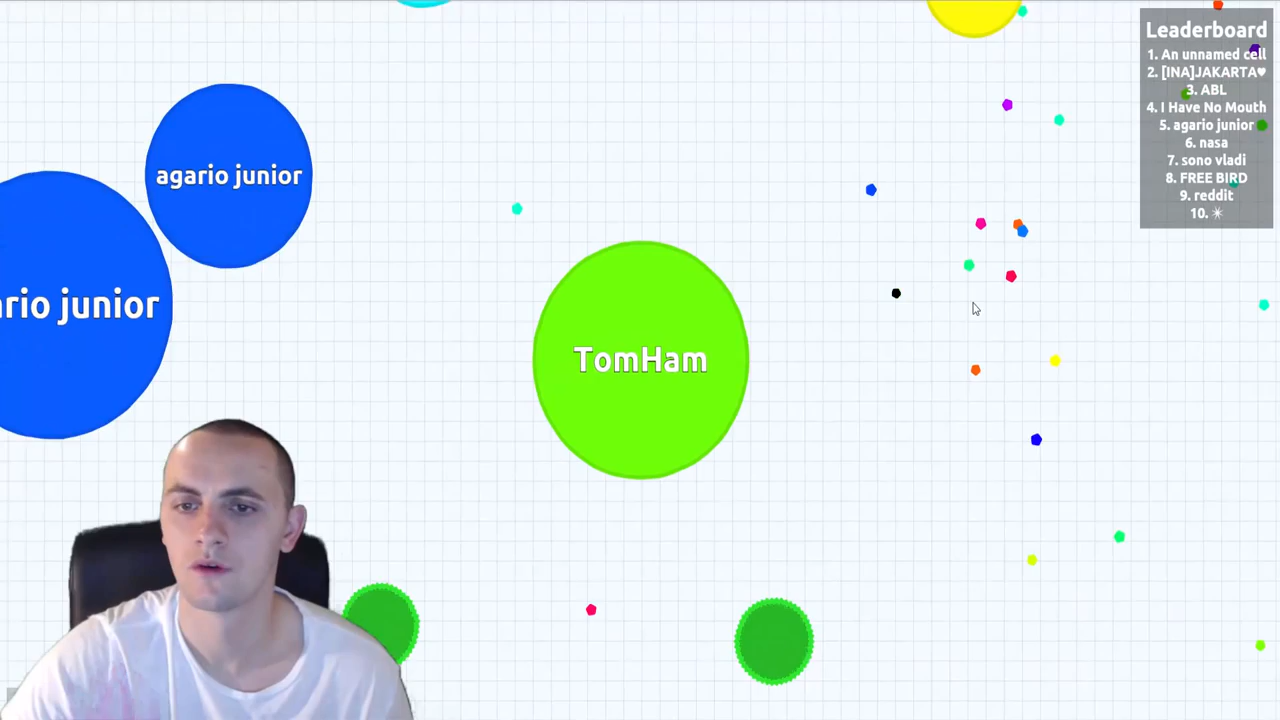 Leaderboard
1. An unnamed cell
2. [INA]JAKARTA♥
3. ABL
4. I Have No Mouth
5. agario junior
6. nasa
7. sono vladi
8. FREE BIRD
9. reddit
10. ✳
agario junior
ario junior
TomHam